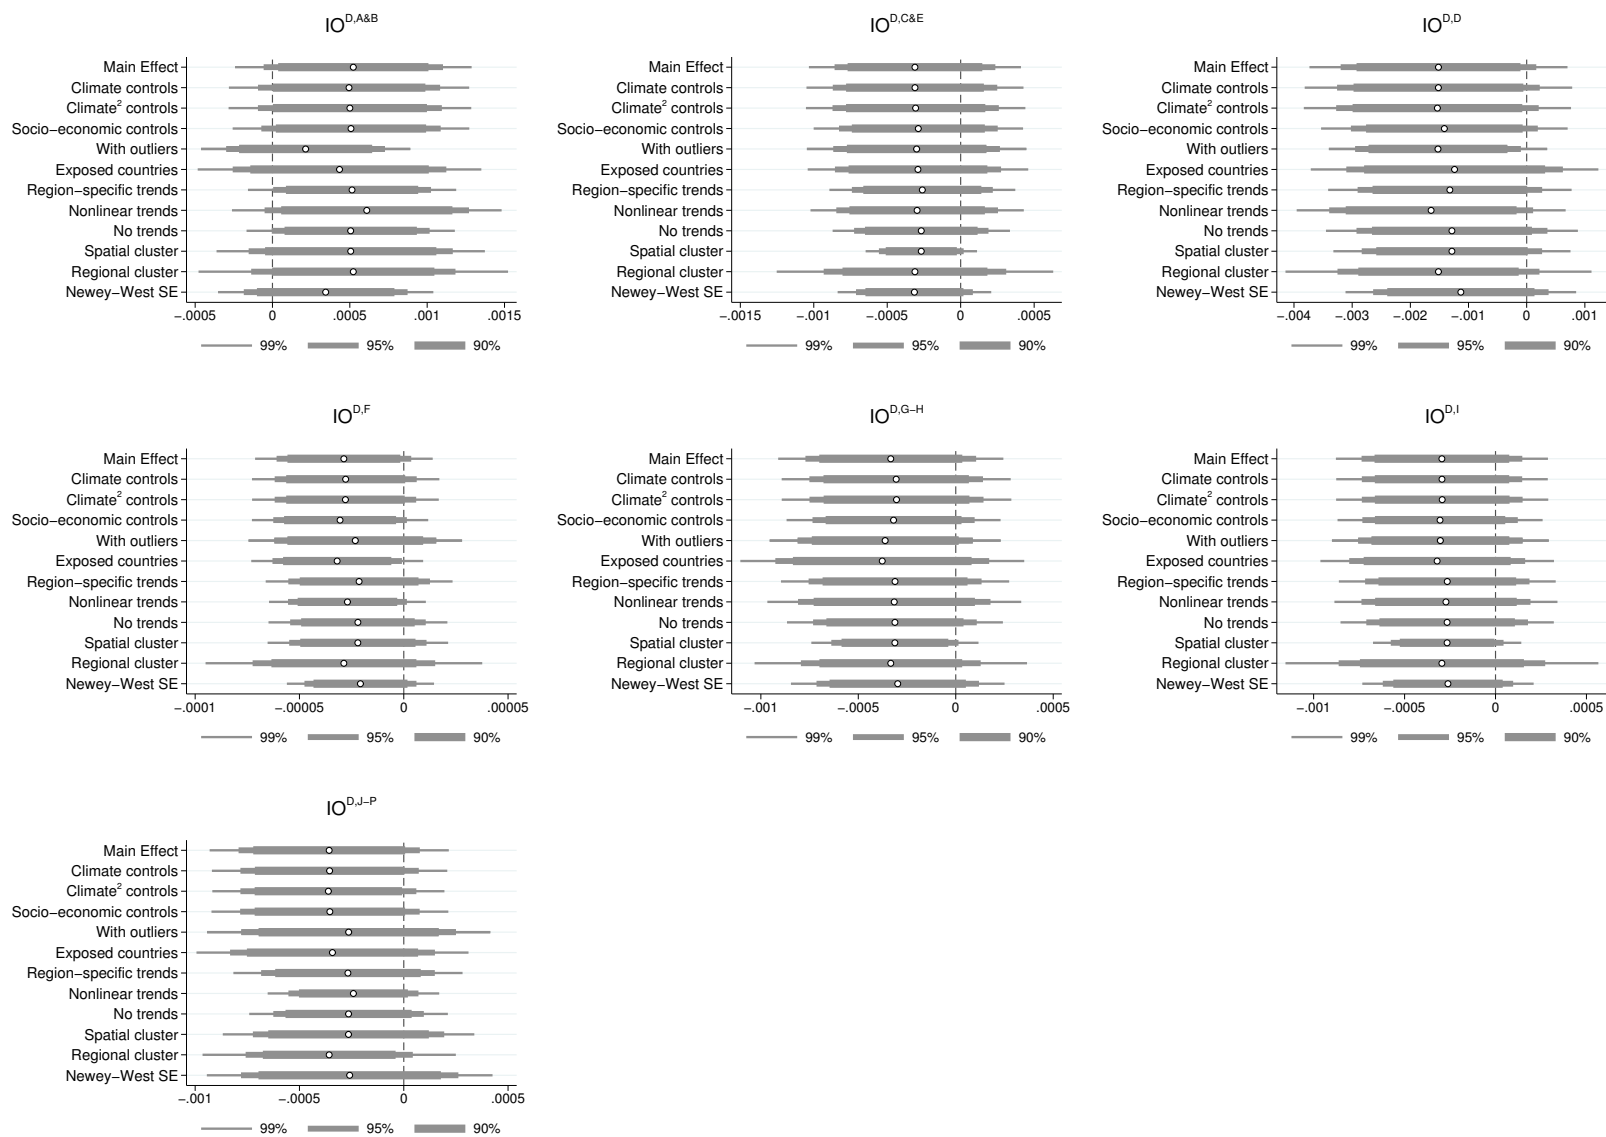 IO^D,A&B
Main Effect
Climate controls
Climate² controls
Socio−economic controls
With outliers
Exposed countries
Region−specific trends
Nonlinear trends
No trends
Spatial cluster
Regional cluster
Newey−West SE
−.0005 0 .0005 .001 .0015
99% 95% 90%
IO^D,C&E
Main Effect
Climate controls
Climate² controls
Socio−economic controls
With outliers
Exposed countries
Region−specific trends
Nonlinear trends
No trends
Spatial cluster
Regional cluster
Newey−West SE
−.0015 −.001 −.0005 0 .0005
99% 95% 90%
IO^D,D
Main Effect
Climate controls
Climate² controls
Socio−economic controls
With outliers
Exposed countries
Region−specific trends
Nonlinear trends
No trends
Spatial cluster
Regional cluster
Newey−West SE
−.004 −.003 −.002 −.001 0 .001
99% 95% 90%
IO^D,F
Main Effect
Climate controls
Climate² controls
Socio−economic controls
With outliers
Exposed countries
Region−specific trends
Nonlinear trends
No trends
Spatial cluster
Regional cluster
Newey−West SE
−.0001 −.00005 0 .00005
99% 95% 90%
IO^D,G−H
Main Effect
Climate controls
Climate² controls
Socio−economic controls
With outliers
Exposed countries
Region−specific trends
Nonlinear trends
No trends
Spatial cluster
Regional cluster
Newey−West SE
−.001 −.0005 0 .0005
99% 95% 90%
IO^D,I
Main Effect
Climate controls
Climate² controls
Socio−economic controls
With outliers
Exposed countries
Region−specific trends
Nonlinear trends
No trends
Spatial cluster
Regional cluster
Newey−West SE
−.001 −.0005 0 .0005
99% 95% 90%
IO^D,J−P
Main Effect
Climate controls
Climate² controls
Socio−economic controls
With outliers
Exposed countries
Region−specific trends
Nonlinear trends
No trends
Spatial cluster
Regional cluster
Newey−West SE
−.001 −.0005 0 .0005
99% 95% 90%